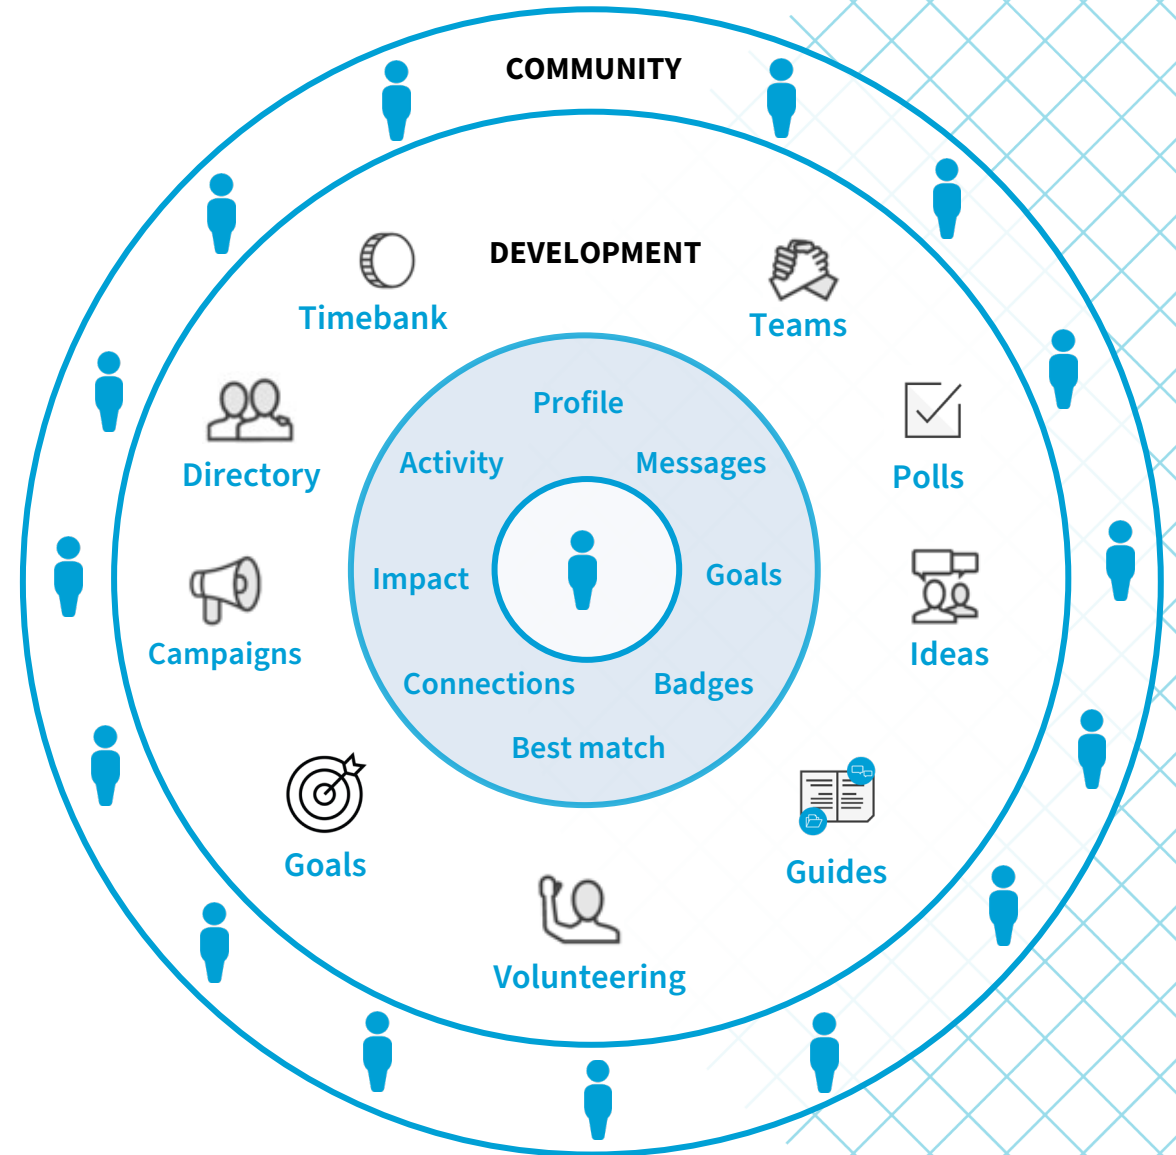 COMMUNITY
DEVELOPMENT
Timebank
Teams
Profile
Activity
Messages
Directory
Polls
Impact
Goals
Campaigns
Ideas
Connections
Badges
Best match
Goals
Guides
Volunteering